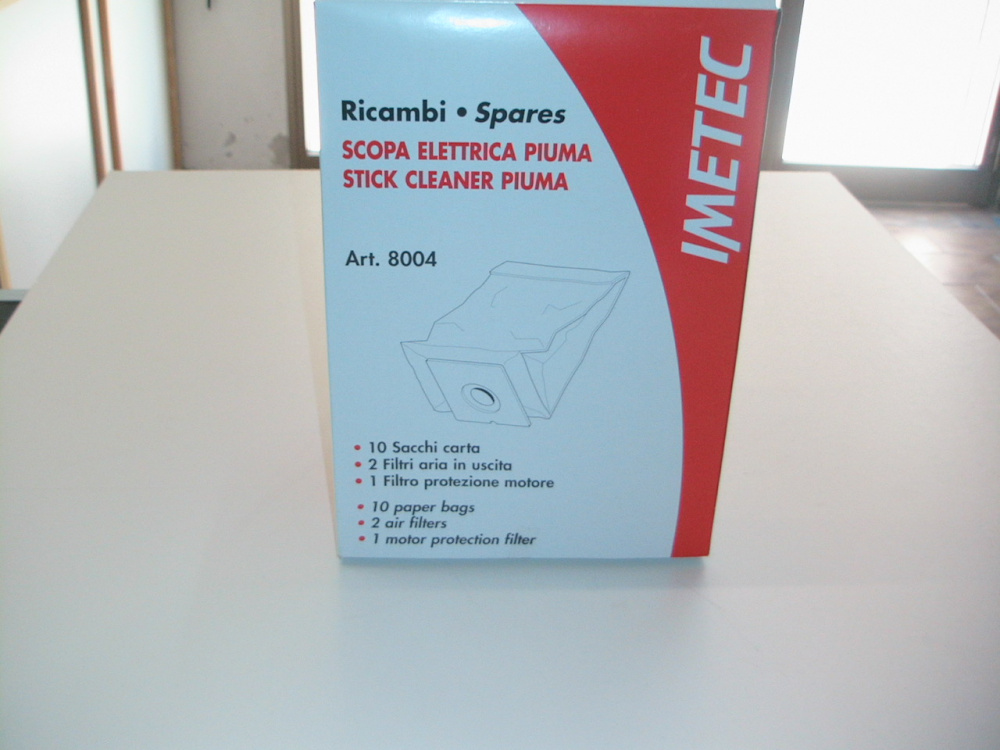 Ricambi • Spares
SCOPA ELETTRICA PIUMA
STICK CLEANER PIUMA
IMETEC
Art. 8004
• 10 Sacchi carta
• 2 Filtri aria in uscita
• 1 Filtro protezione motore
• 10 paper bags
• 2 air filters
• 1 motor protection filter